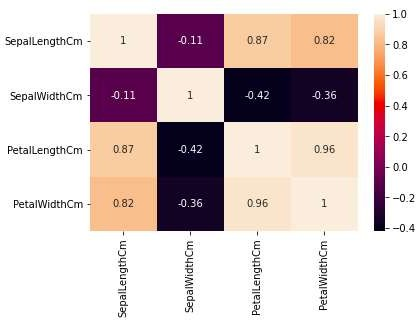 SepalLengthCm 1 -0.11 0.87 0.82
SepalWidthCm -0.11 1 -0.42 -0.36
PetalLengthCm 0.87 -0.42 1 0.96
PetalWidthCm 0.82 -0.36 0.96 1
SepalLengthCm
SepalWidthCm
PetalLengthCm
PetalWidthCm
1.0
0.8
0.6
0.4
0.2
0.0
-0.2
-0.4